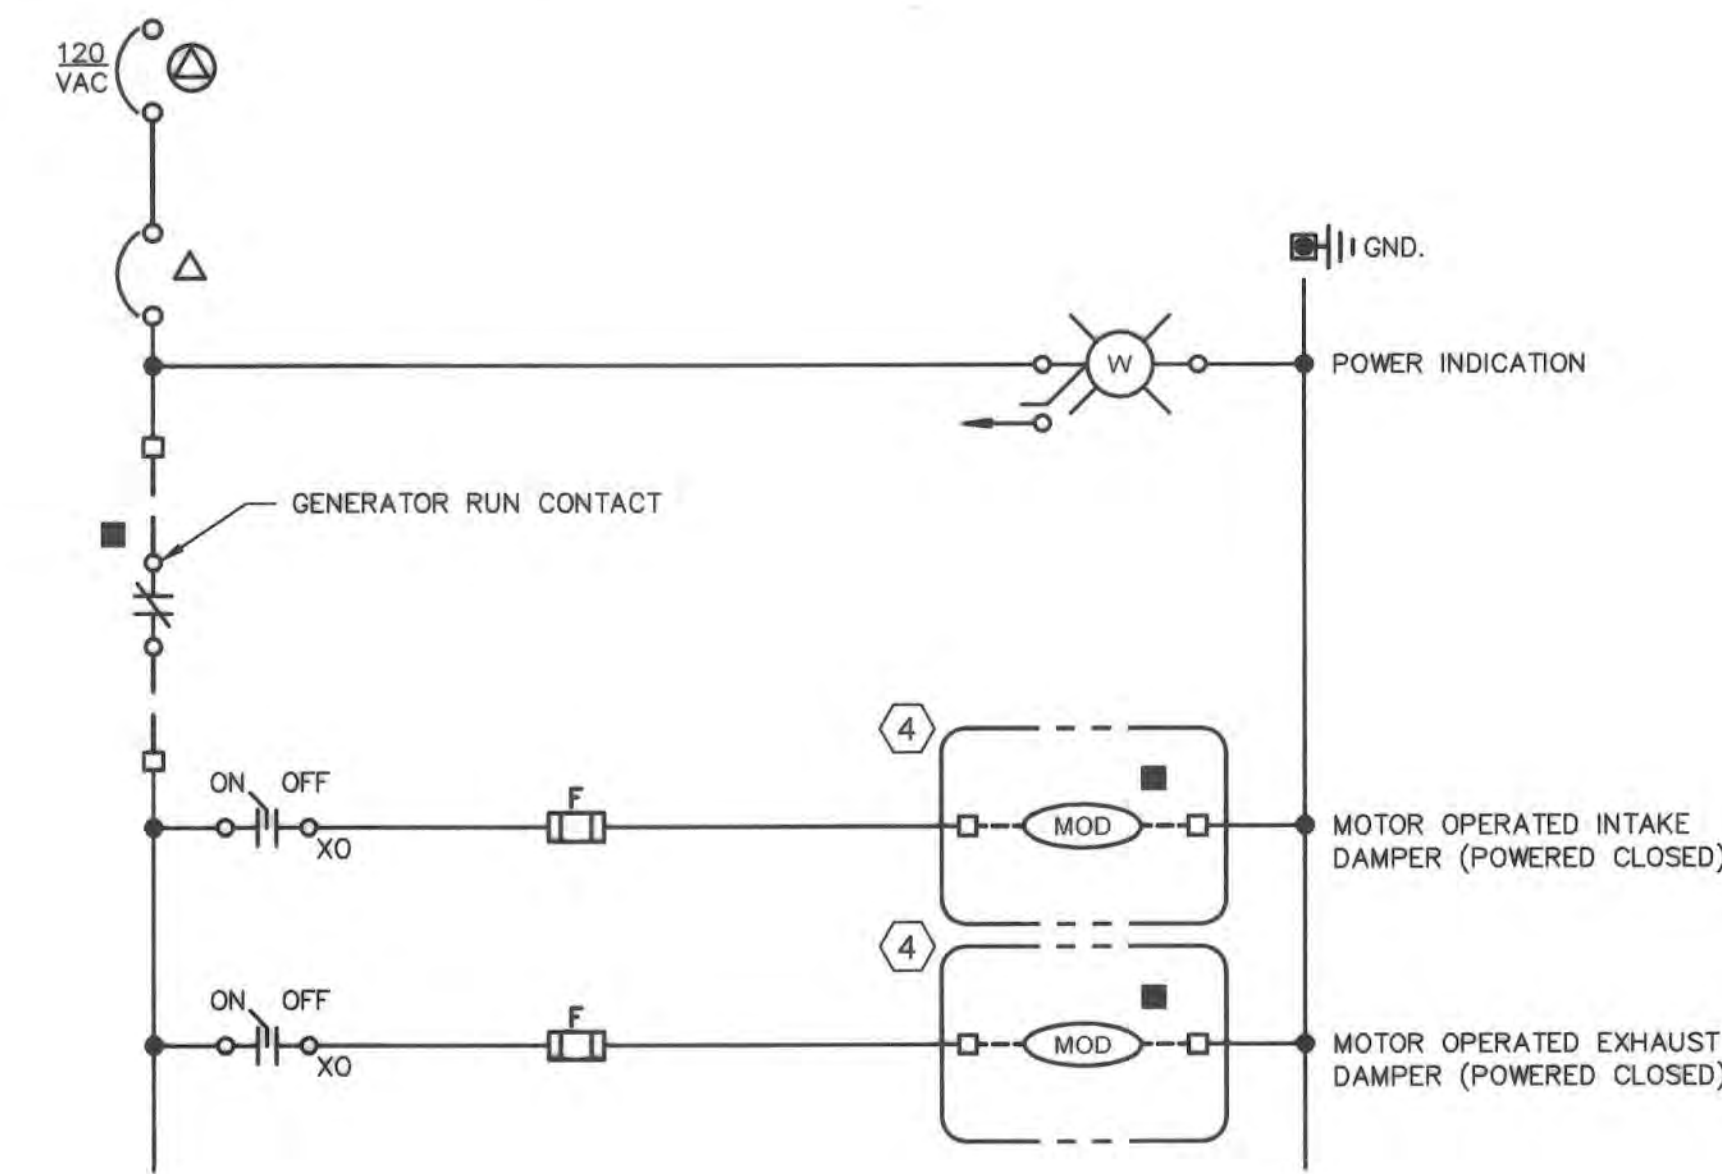 120
VAC
GND.
W
POWER INDICATION
GENERATOR RUN CONTACT
4
ON OFF
XO
F
MOD
MOTOR OPERATED INTAKE
DAMPER (POWERED CLOSED)
4
ON OFF
XO
F
MOD
MOTOR OPERATED EXHAUST
DAMPER (POWERED CLOSED)